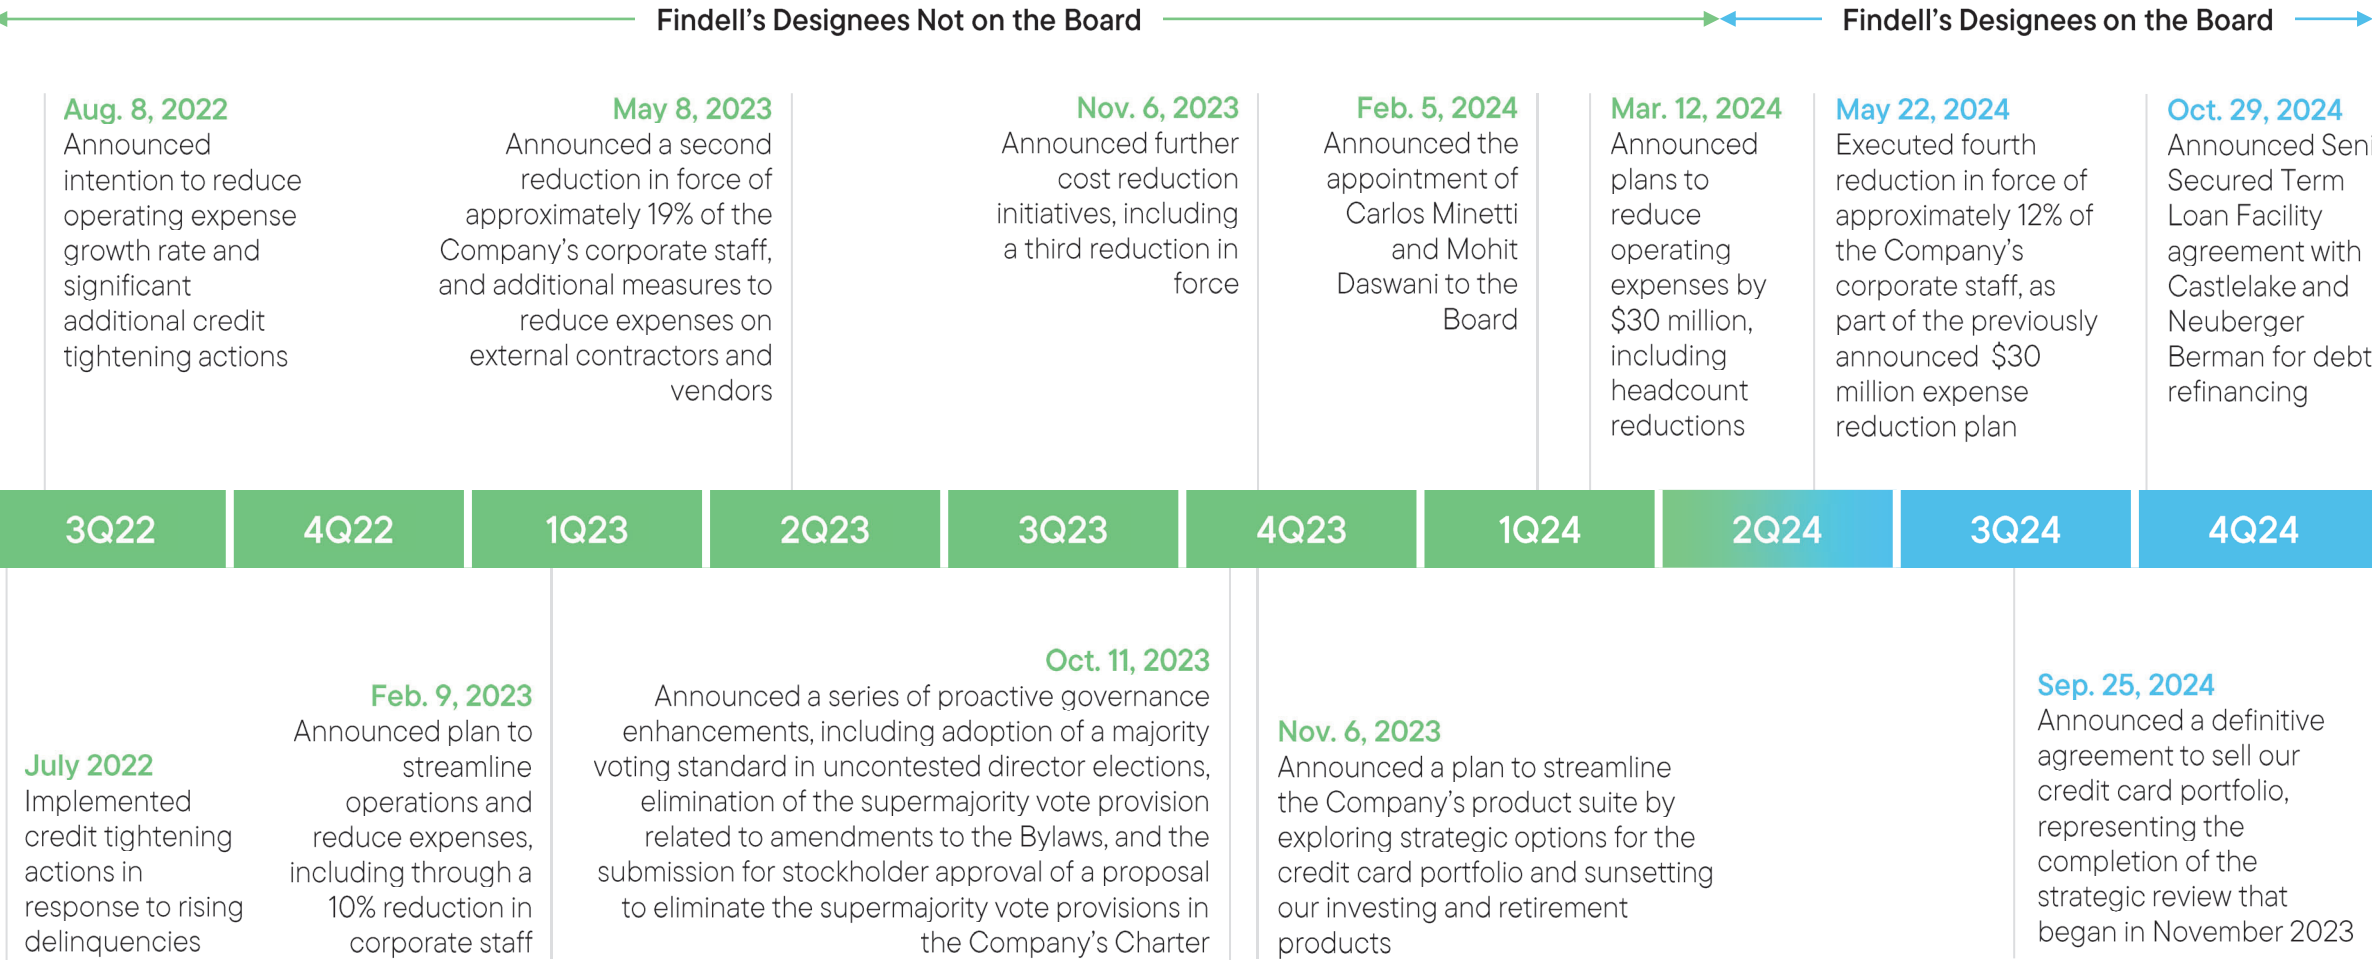 Findell's Designees Not on the Board
Findell's Designees on the Board
Aug. 8, 2022
Announced
intention to reduce
operating expense
growth rate and
significant
additional credit
tightening actions
May 8, 2023
Announced a second
reduction in force of
approximately 19% of the
Company's corporate staff,
and additional measures to
reduce expenses on
external contractors and
vendors
Nov. 6, 2023
Announced further
cost reduction
initiatives, including
a third reduction in
force
Feb. 5, 2024
Announced the
appointment of
Carlos Minetti
and Mohit
Daswani to the
Board
Mar. 12, 2024
Announced
plans to
reduce
operating
expenses by
$30 million,
including
headcount
reductions
May 22, 2024
Executed fourth
reduction in force of
approximately 12% of
the Company's
corporate staff, as
part of the previously
announced $30
million expense
reduction plan
Oct. 29, 2024
Announced
Secured Term
Loan Facility
agreement with
Castlelake and
Neuberger
Berman for debt
refinancing
3Q22
4Q22
1Q23
2Q23
3Q23
4Q23
1Q24
2Q24
3Q24
4Q24
July 2022
Implemented
credit tightening
actions in
response to rising
delinquencies
Feb. 9, 2023
Announced plan to
streamline
operations and
reduce expenses,
including through a
10% reduction in
corporate staff
Oct. 11, 2023
Announced a series of proactive governance
enhancements, including adoption of a majority
voting standard in uncontested director elections,
elimination of the supermajority vote provision
related to amendments to the Bylaws, and the
submission for stockholder approval of a proposal
to eliminate the supermajority vote provisions in
the Company's Charter
Nov. 6, 2023
Announced a plan to streamline
the Company's product suite by
exploring strategic options for the
credit card portfolio and sunsetting
our investing and retirement
products
Sep. 25, 2024
Announced a definitive
agreement to sell our
credit card portfolio,
representing the
completion of the
strategic review that
began in November 2023